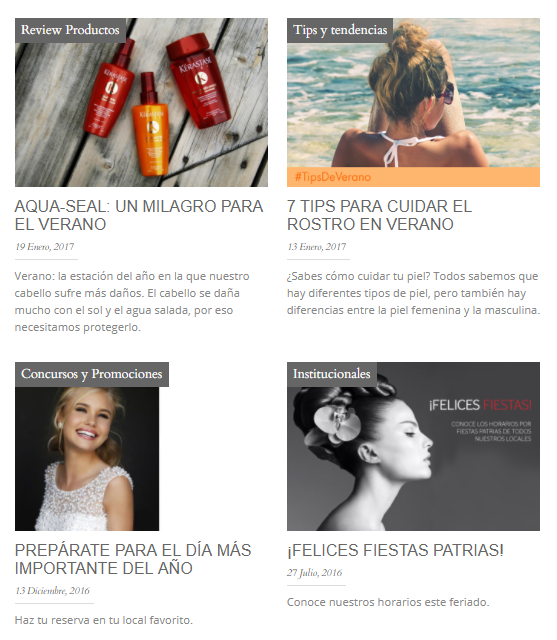 Review Productos
KÉRASTASE
KÉRASTASE
AQUA-SEAL: UN MILAGRO PARA
EL VERANO
19 Enero, 2017
Verano: la estación del año en la que nuestro
cabello sufre más daños. El cabello se daña
mucho con el sol y el agua salada, por eso
necesitamos protegerlo.
Tips y tendencias
#TipsDeVerano
7 TIPS PARA CUIDAR EL
ROSTRO EN VERANO
13 Enero, 2017
¿Sabes cómo cuidar tu piel? Todos sabemos que
hay diferentes tipos de piel, pero también hay
diferencias entre la piel femenina y la masculina.
Concursos y Promociones
PREPÁRATE PARA EL DÍA MÁS
IMPORTANTE DEL AÑO
13 Diciembre, 2016
Haz tu reserva en tu local favorito.
Institucionales
¡FELICES FIESTAS!
CONOCE LOS HORARIOS POR
FIESTAS PATRIAS DE TODOS
NUESTROS LOCALES
¡FELICES FIESTAS PATRIAS!
27 Julio, 2016
Conoce nuestros horarios este feriado.